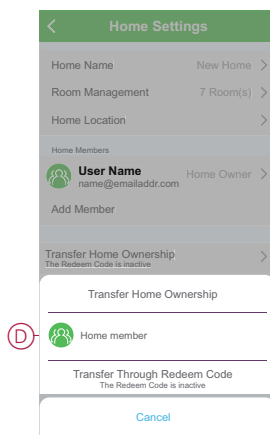 Home Settings
Home Name New Home
Room Management 7 Room(s)
Home Location
Home Members
User Name Home Owner
name@emailaddr.com
Add Member
Transfer Home Ownership
The Redeem Code is inactive
Transfer Home Ownership
D Home member
Transfer Through Redeem Code
The Redeem Code is inactive
Cancel